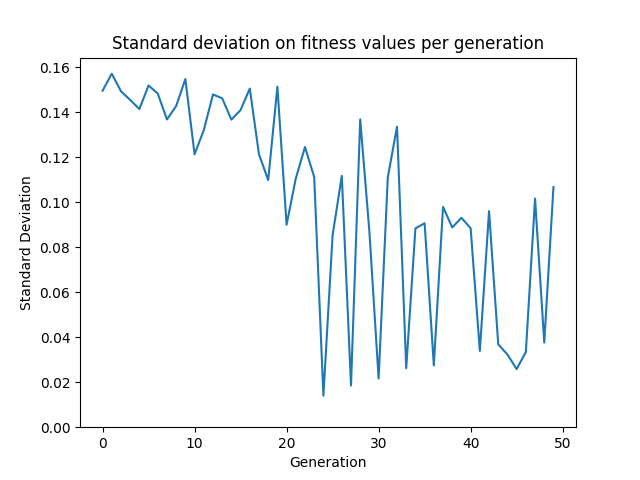 Standard deviation on fitness values per generation
0.16
0.14
0.12
0.10
0.08
0.06
0.04
0.02
0.00
Standard Deviation
0 10 20 30 40 50
Generation